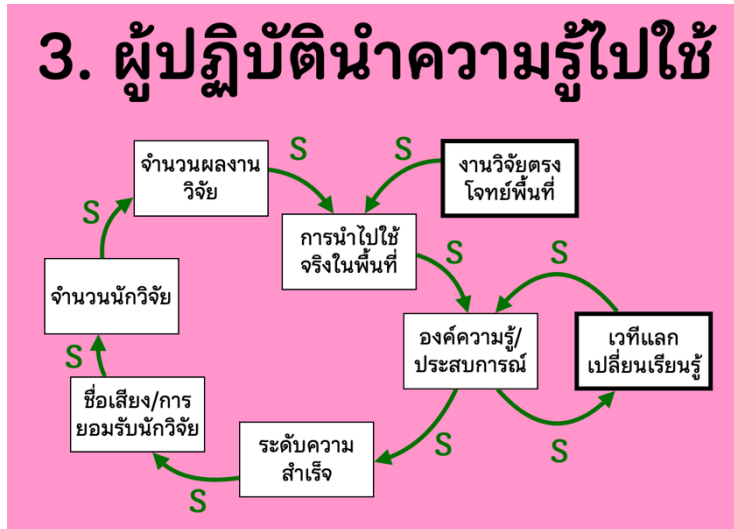 3. ผู้ปฏิบัตินำความรู้ไปใช้
จำนวนผลงาน
วิจัย
S
S
งานวิจัยตรง
โจทย์พื้นที่
S
การนำไปใช้
จริงในพื้นที่
S
S
จำนวนนักวิจัย
องค์ความรู้/
ประสบการณ์
เวทีแลก
เปลี่ยนเรียนรู้
S
ชื่อเสียง/การ
ยอมรับนักวิจัย
ระดับความ
สำเร็จ
S
S
S